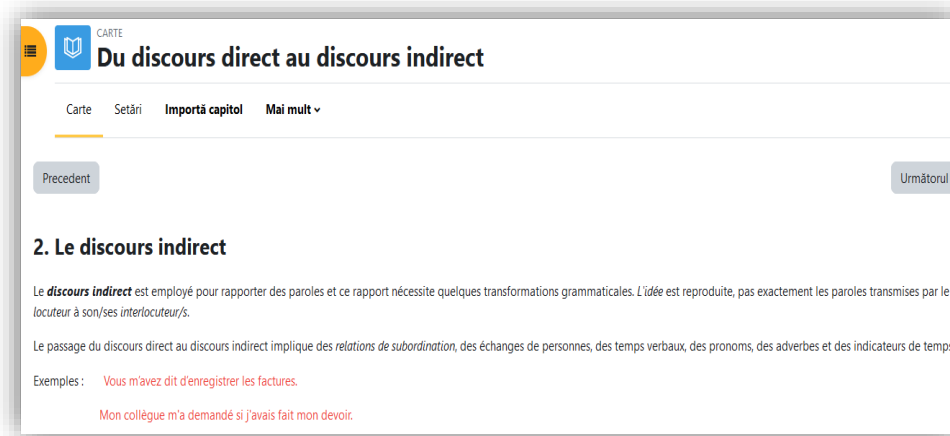 CARTE
Du discours direct au discours indirect
Carte Setări Importă capitol Mai mult
Precedent Următorul
2. Le discours indirect
Le discours indirect est employé pour rapporter des paroles et ce rapport nécessite quelques transformations grammaticales. L'idée est reproduite, pas exactement les paroles transmises par le
locuteur à son/ses interlocuteur/s.
Le passage du discours direct au discours indirect implique des relations de subordination, des échanges de personnes, des temps verbaux, des pronoms, des adverbes et des indicateurs de temps
Exemples : Vous m'avez dit d'enregistrer les factures.
Mon collègue m'a demandé si j'avais fait mon devoir.